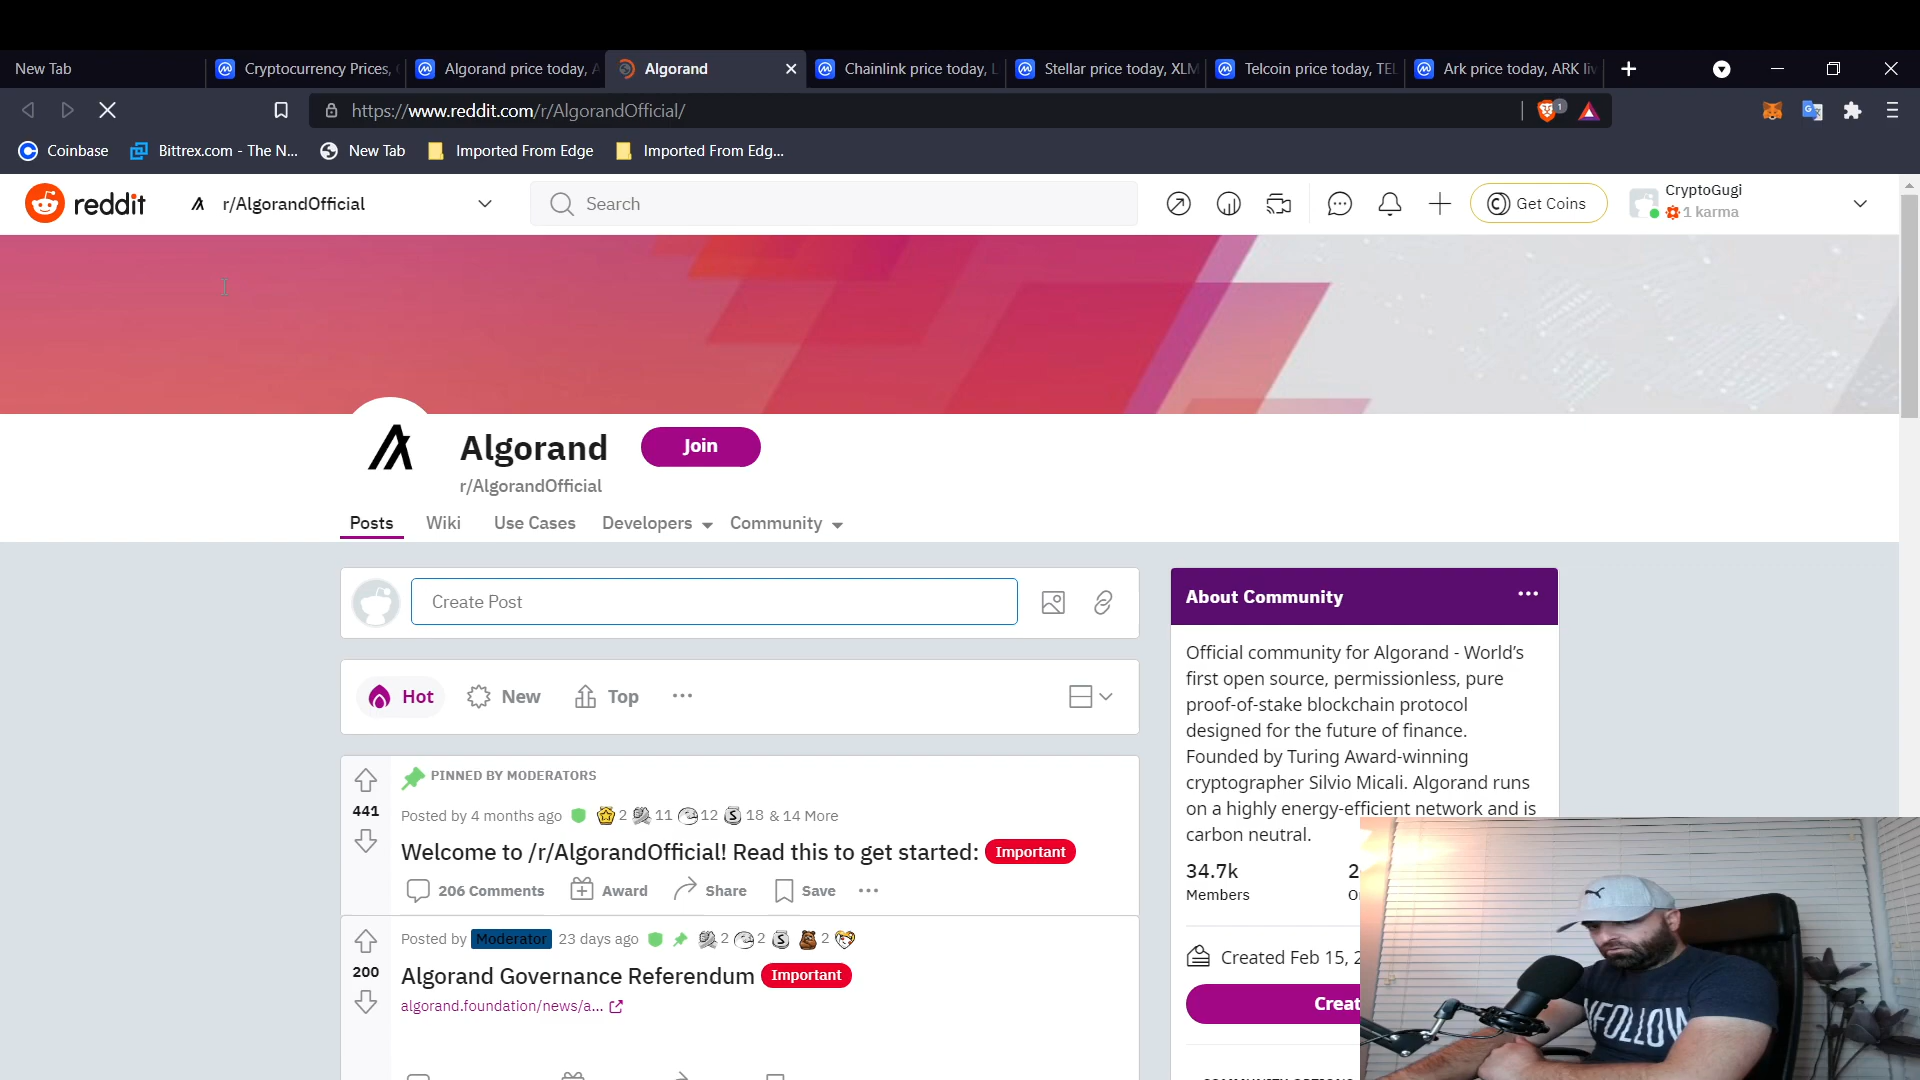 New Tab
Cryptocurrency Prices,
Algorand price today, A
Algorand
Chainlink price today, L
Stellar price today, XLM
Telcoin price today, TEL
Ark price today, ARK liv
https://www.reddit.com/r/AlgorandOfficial/
1
Coinbase
Bittrex.com - The N...
New Tab
Imported From Edge
Imported From Edg...
reddit
r/AlgorandOfficial
Search
Get Coins
CryptoGugi
1 karma
Algorand
Join
r/AlgorandOfficial
Posts
Wiki
Use Cases
Developers
Community
Create Post
Hot
New
Top
441
PINNED BY MODERATORS
Posted by 4 months ago 2 11 12 18 & 14 More
Welcome to /r/AlgorandOfficial! Read this to get started: Important
206 Comments Award Share Save
200
Posted by Moderator 23 days ago 2 2 2
Algorand Governance Referendum Important
algorand.foundation/news/a...
About Community
Official community for Algorand - World's
first open source, permissionless, pure
proof-of-stake blockchain protocol
designed for the future of finance.
Founded by Turing Award-winning
cryptographer Silvio Micali. Algorand runs
on a highly energy-efficient network and is
carbon neutral.
34.7k
Members
2
Created Feb 15, 2
Creat